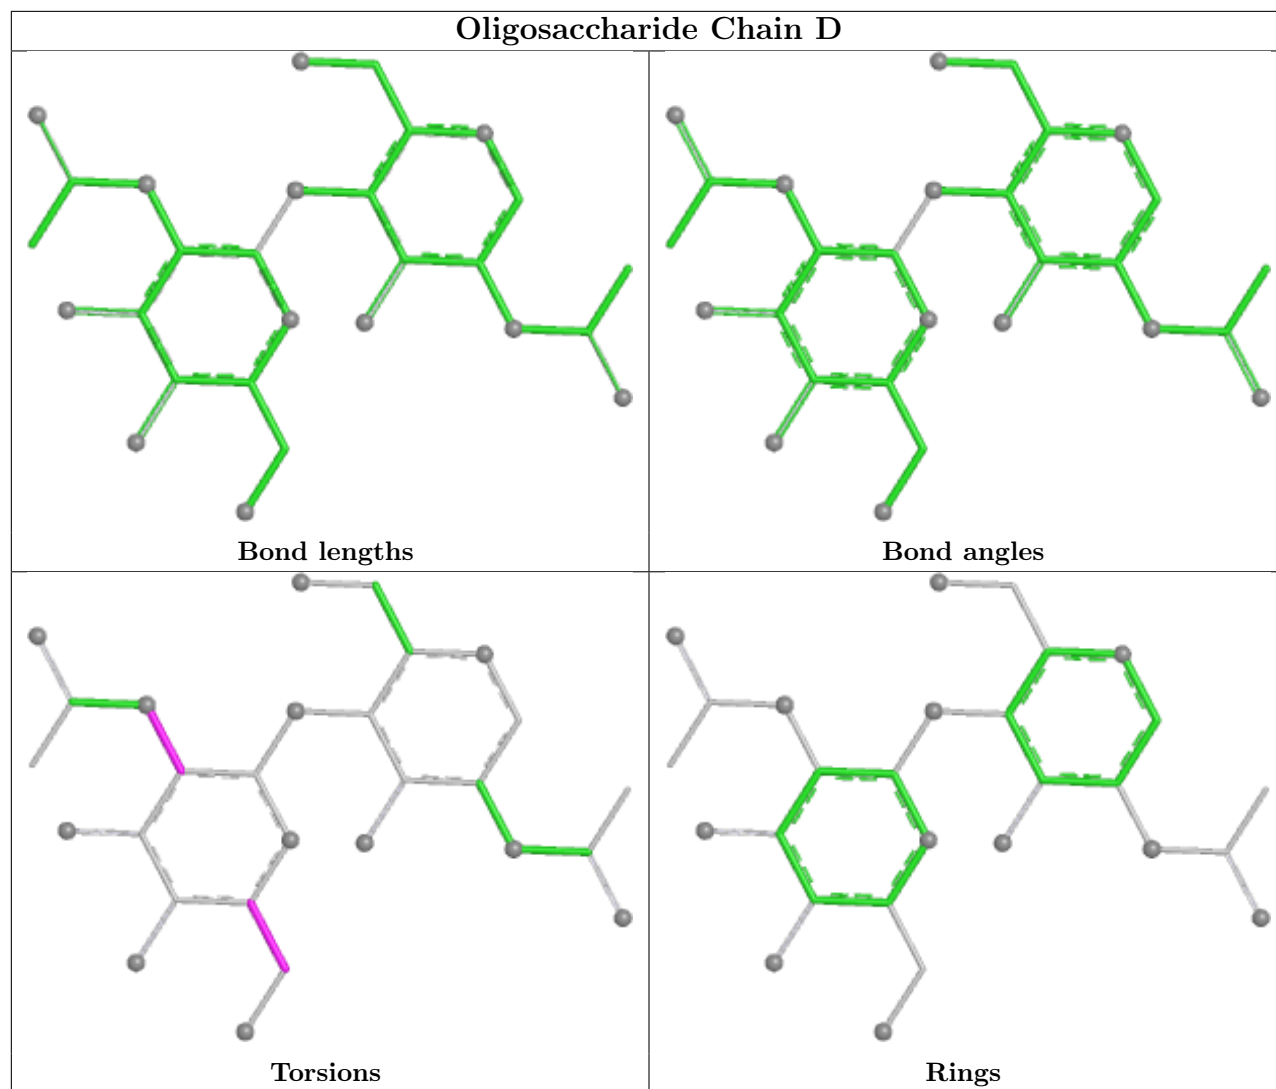 Oligosaccharide Chain D
Bond lengths
Bond angles
Torsions
Rings